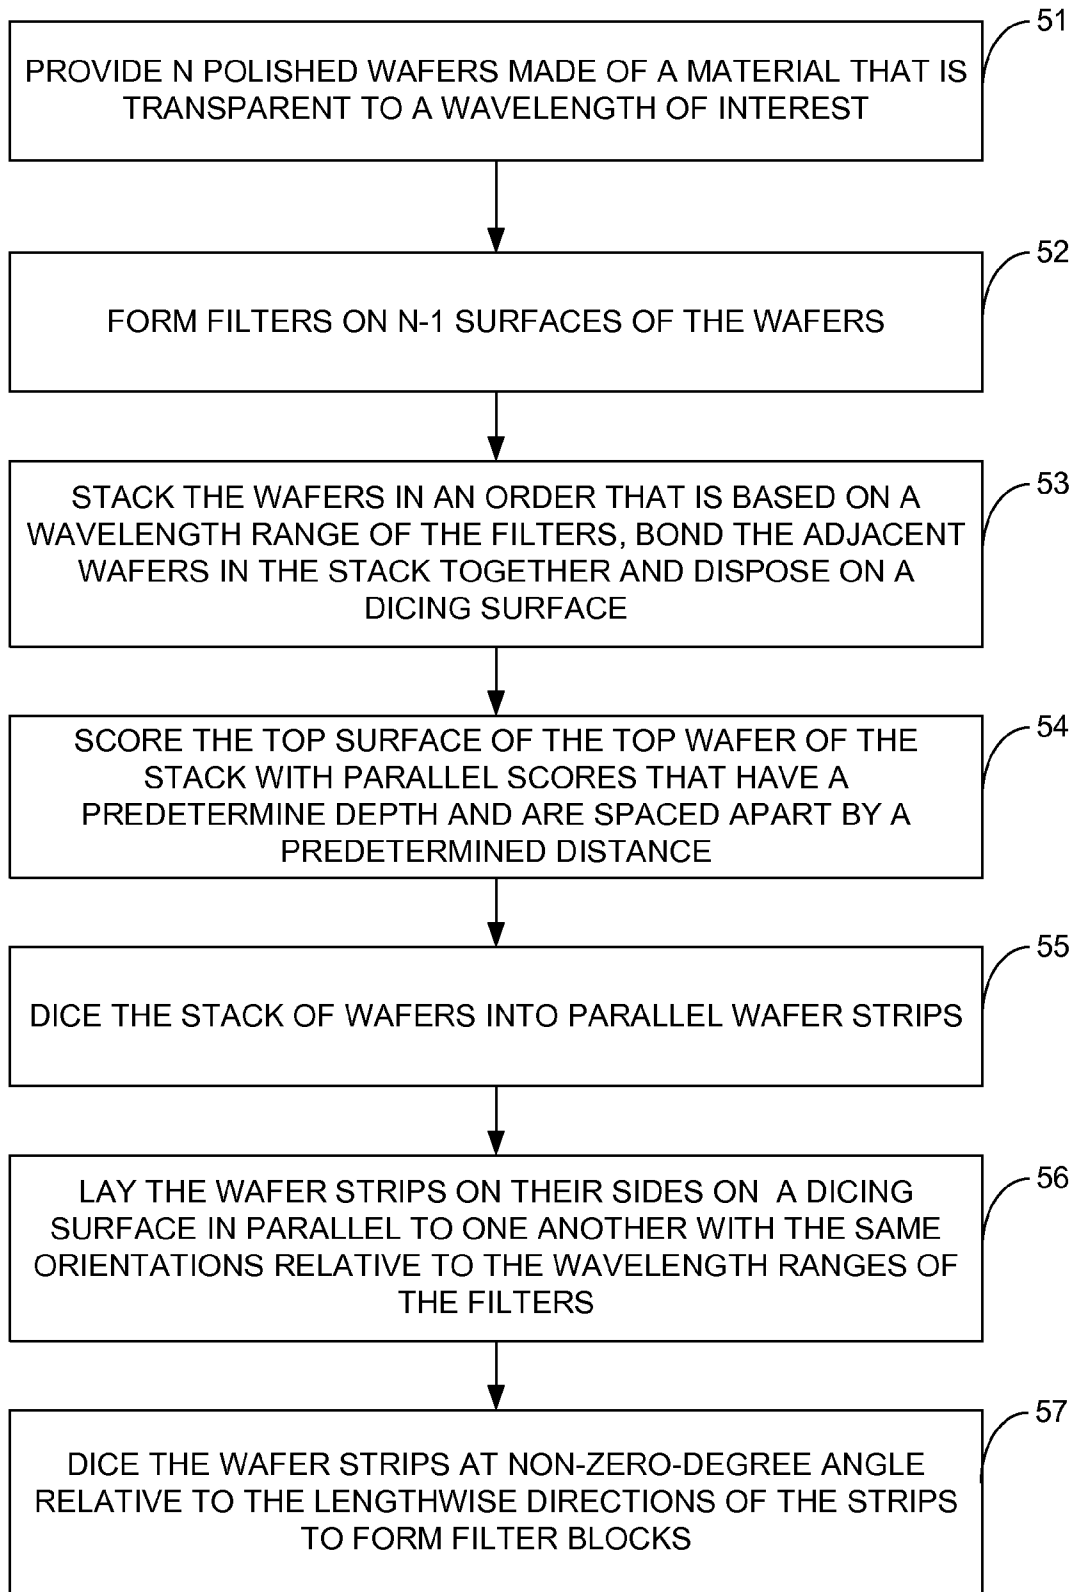 51
PROVIDE N POLISHED WAFERS MADE OF A MATERIAL THAT IS
TRANSPARENT TO A WAVELENGTH OF INTEREST
52
FORM FILTERS ON N-1 SURFACES OF THE WAFERS
53
STACK THE WAFERS IN AN ORDER THAT IS BASED ON A
WAVELENGTH RANGE OF THE FILTERS, BOND THE ADJACENT
WAFERS IN THE STACK TOGETHER AND DISPOSE ON A
DICING SURFACE
54
SCORE THE TOP SURFACE OF THE TOP WAFER OF THE
STACK WITH PARALLEL SCORES THAT HAVE A
PREDETERMINE DEPTH AND ARE SPACED APART BY A
PREDETERMINED DISTANCE
55
DICE THE STACK OF WAFERS INTO PARALLEL WAFER STRIPS
56
LAY THE WAFER STRIPS ON THEIR SIDES ON A DICING
SURFACE IN PARALLEL TO ONE ANOTHER WITH THE SAME
ORIENTATIONS RELATIVE TO THE WAVELENGTH RANGES OF
THE FILTERS
57
DICE THE WAFER STRIPS AT NON-ZERO-DEGREE ANGLE
RELATIVE TO THE LENGTHWISE DIRECTIONS OF THE STRIPS
TO FORM FILTER BLOCKS